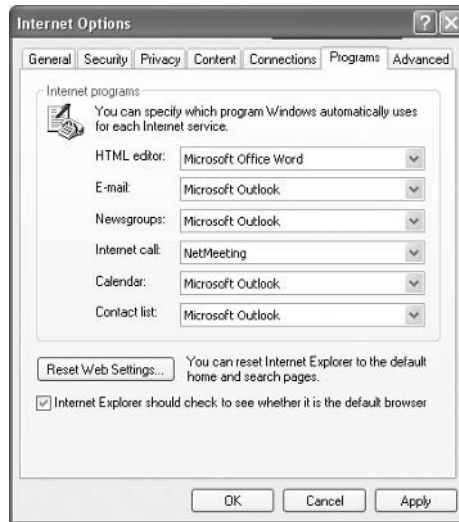 Internet Options
General Security Privacy Content Connections Programs Advanced
Internet programs
You can specify which program Windows automatically uses
for each Internet service.
HTML editor: Microsoft Office Word
E-mail: Microsoft Outlook
Newsgroups: Microsoft Outlook
Internet call: NetMeeting
Calendar: Microsoft Outlook
Contact list: Microsoft Outlook
Reset Web Settings... You can reset Internet Explorer to the default
home and search pages.
Internet Explorer should check to see whether it is the default browser
OK Cancel Apply